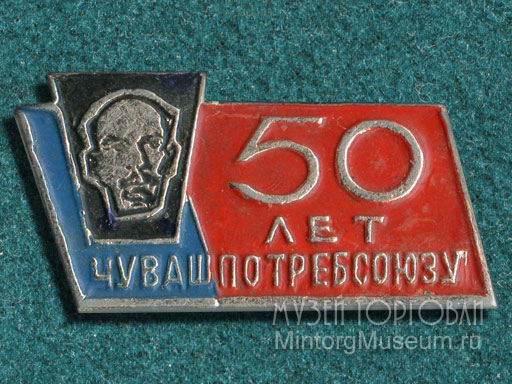 50
ЛЕТ
ЧУВАШПОТРЕБСОЮЗУ
МУЗЕЙ ТОРГОВЛИ
MintorgMuseum.ru